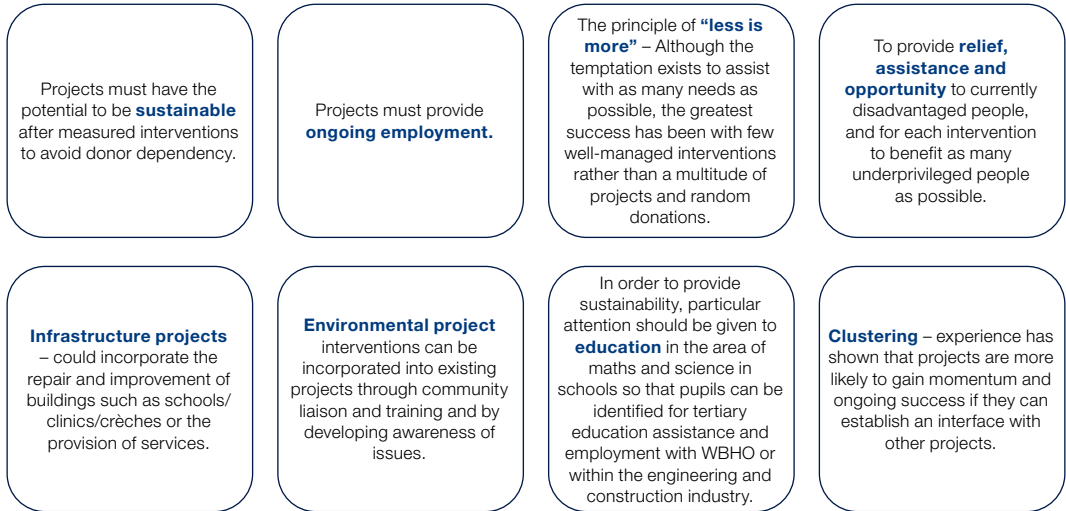 Projects must have the
potential to be sustainable
after measured interventions
to avoid donor dependency.
Projects must provide
ongoing employment.
The principle of “less is
more” – Although the
temptation exists to assist
with as many needs as
possible, the greatest
success has been with few
well-managed interventions
rather than a multitude of
projects and random
donations.
To provide relief,
assistance and
opportunity to currently
disadvantaged people,
and for each intervention
to benefit as many
underprivileged people
as possible.
Infrastructure projects
– could incorporate the
repair and improvement of
buildings such as schools/
clinics/crèches or the
provision of services.
Environmental project
interventions can be
incorporated into existing
projects through community
liaison and training and by
developing awareness of
issues.
In order to provide
sustainability, particular
attention should be given to
education in the area of
maths and science in
schools so that pupils can be
identified for tertiary
education assistance and
employment with WBHO or
within the engineering and
construction industry.
Clustering – experience has
shown that projects are more
likely to gain momentum and
ongoing success if they can
establish an interface with
other projects.